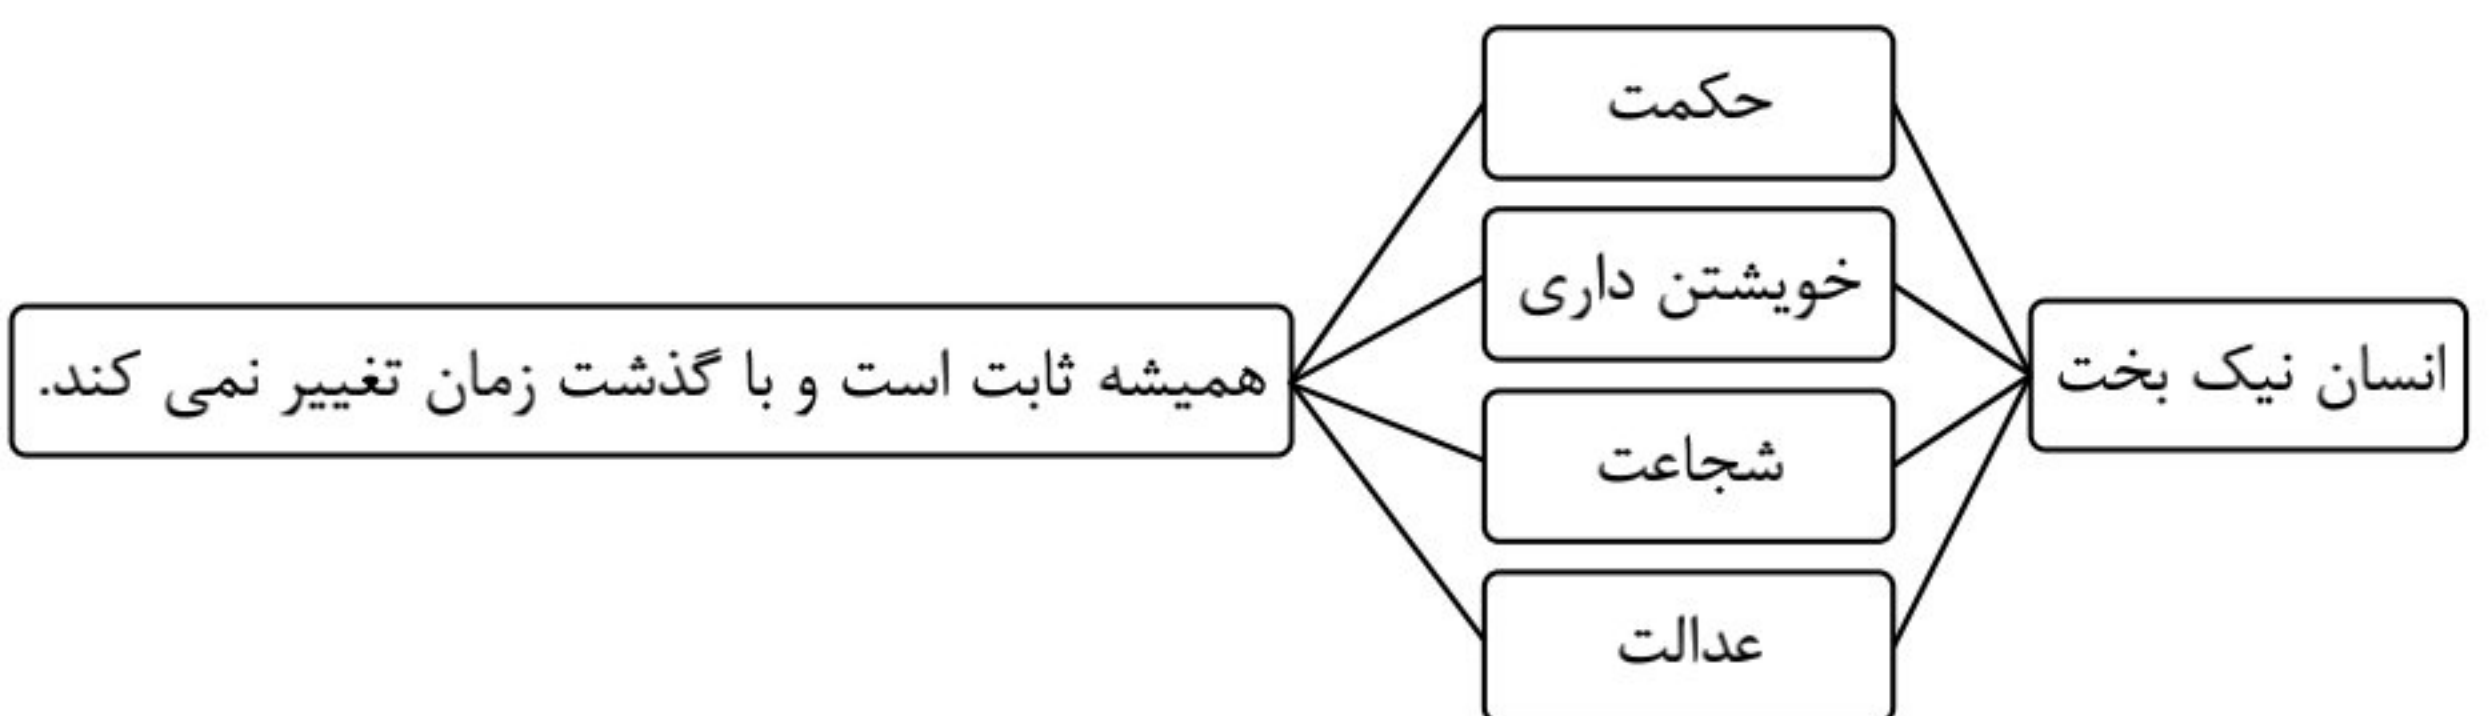 انسان نیک بخت
حکمت
خویشتن داری
شجاعت
عدالت
همیشه ثابت است و با گذشت زمان تغییر نمی کند.